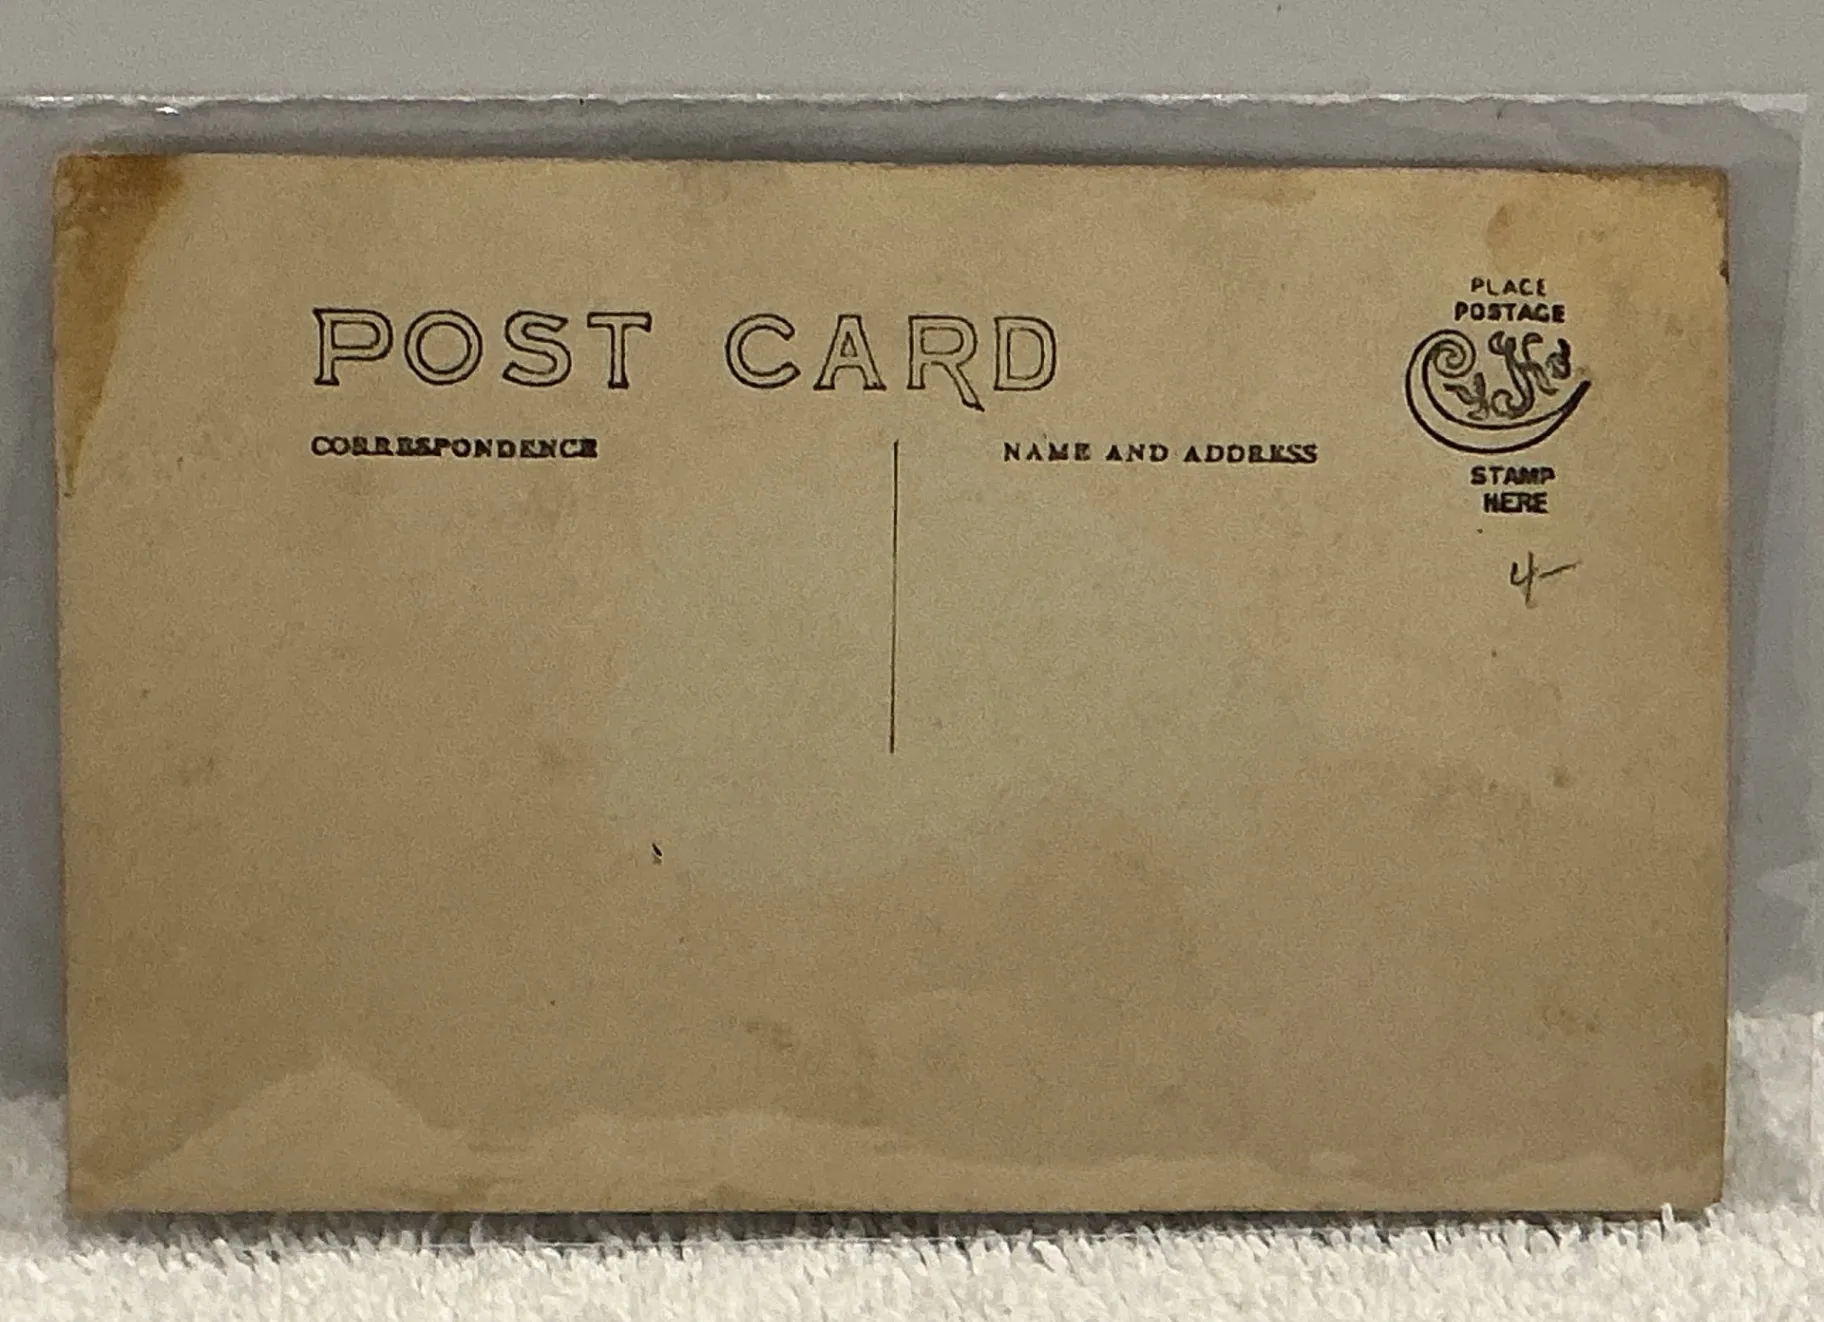 POST CARD
PLACE
POSTAGE
STAMP
HERE
CORRESPONDENCE
NAME AND ADDRESS
4-